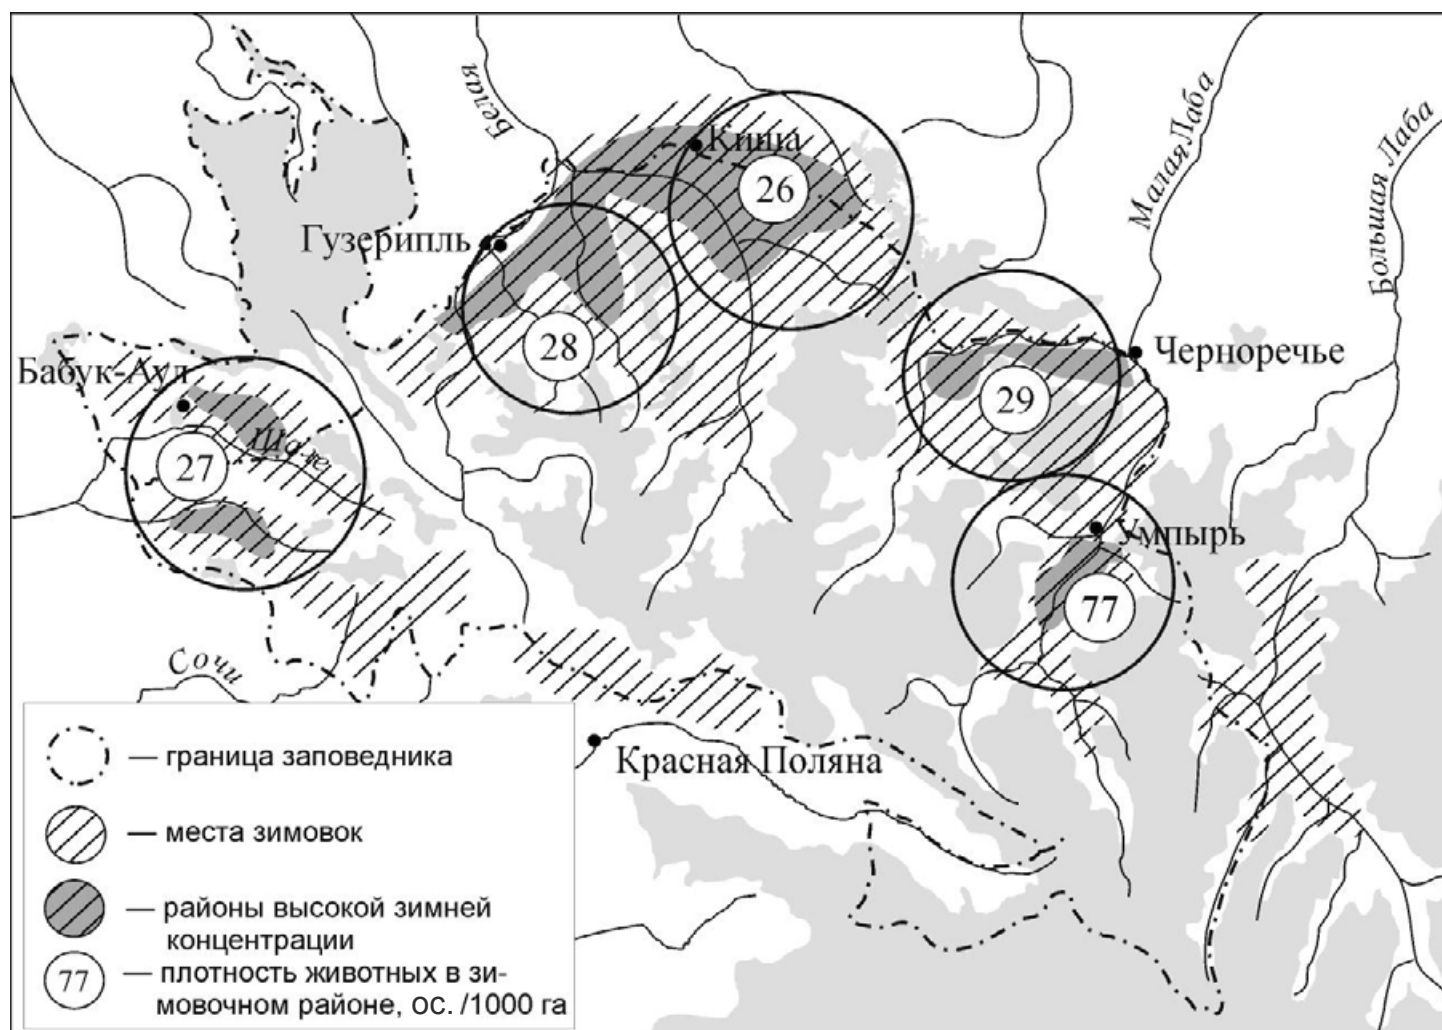 Белая
Киша
26
Малая Лаба
Большая Лаба
Гузерипль
28
Черноречье
29
Бабук-Аул
Шахе
27
Умпырь
77
Сочи
Красная Поляна
— граница заповедника
— места зимовок
— районы высокой зимней
концентрации
77
— плотность животных в зи-
мовочном районе, ос. /1000 га